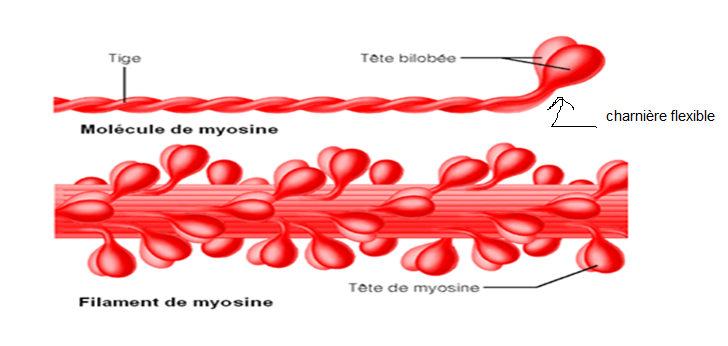 Tige
Tête bilobée
charnière flexible
Molécule de myosine
Tête de myosine
Filament de myosine